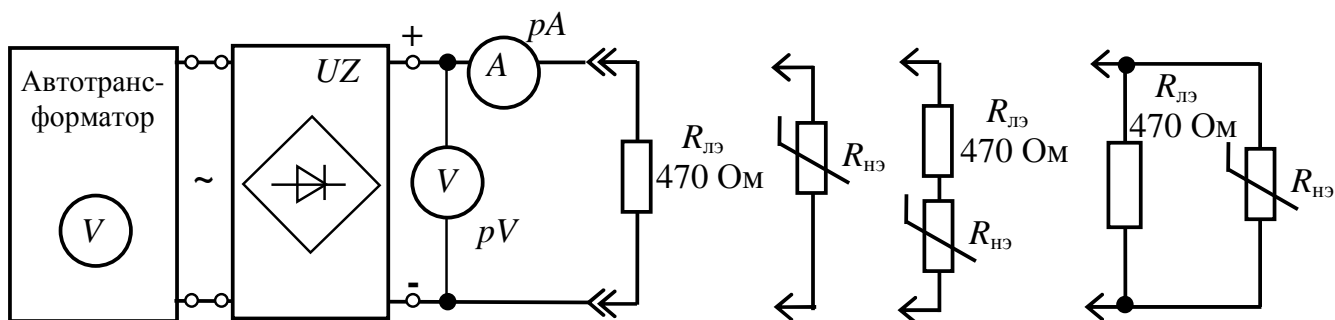 Автотранс-
форматор
V
~
UZ
+
-
pA
A
V
pV
Rлэ
470 Ом
Rнэ
Rлэ
470 Ом
Rнэ
Rлэ
470 Ом
Rнэ